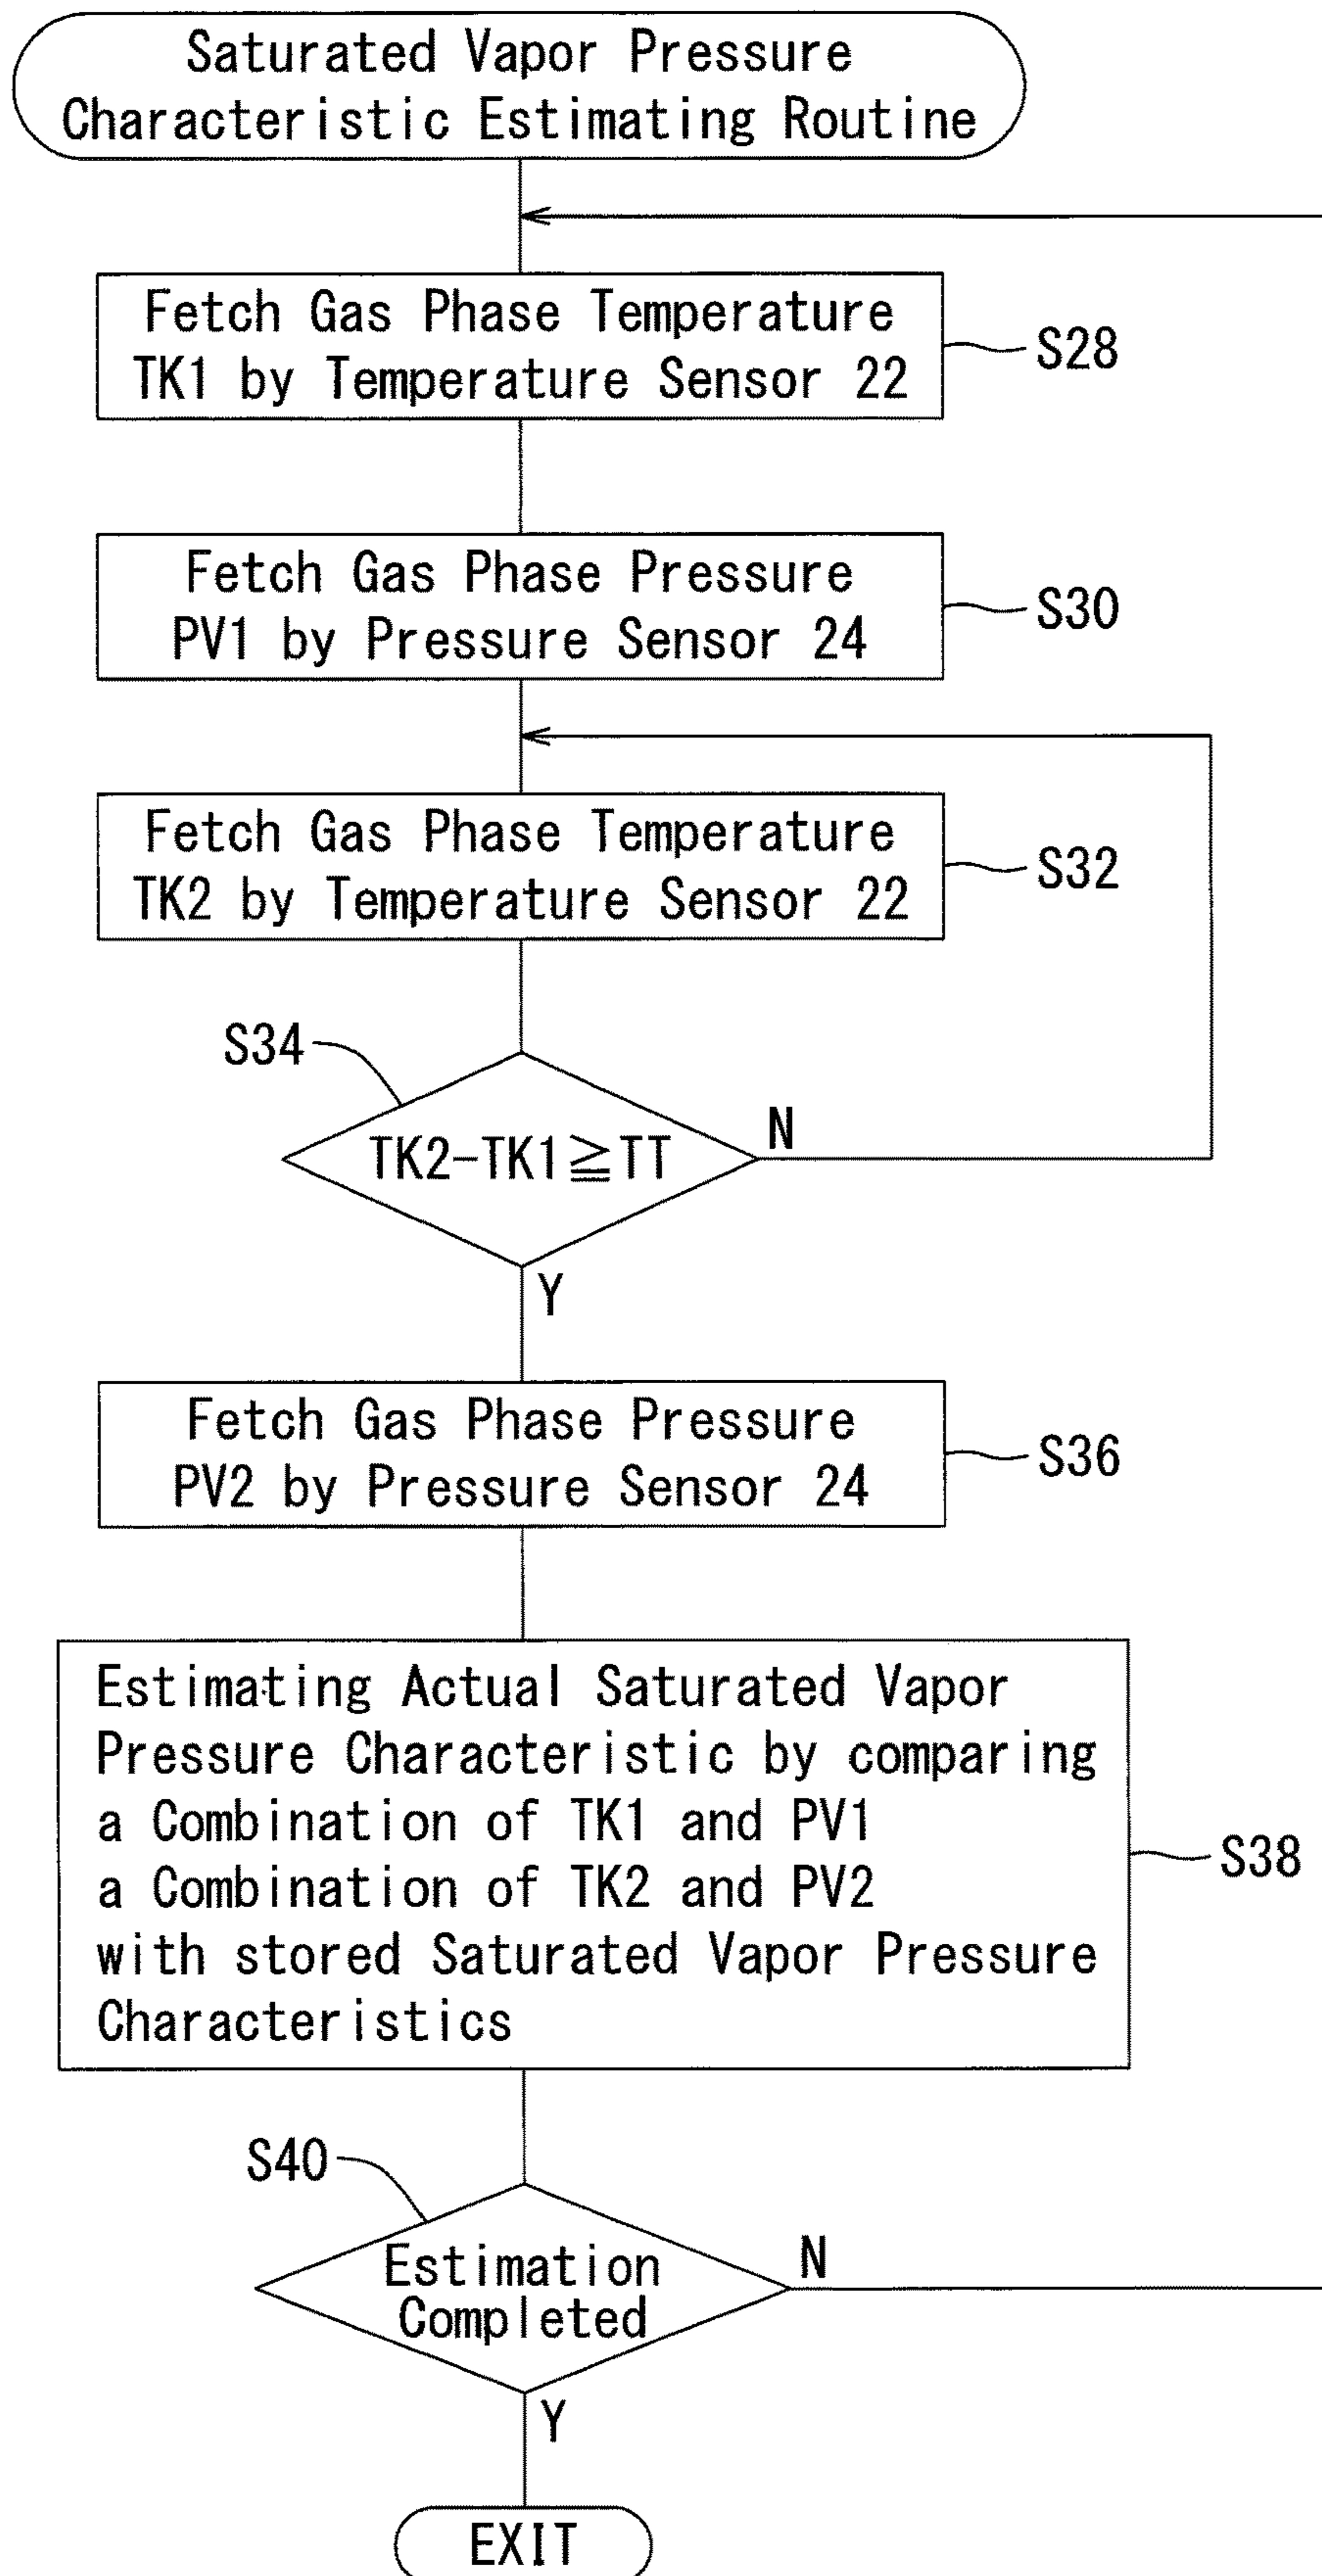 Saturated Vapor Pressure
Characteristic Estimating Routine
Fetch Gas Phase Temperature
TK1 by Temperature Sensor 22
S28
Fetch Gas Phase Pressure
PV1 by Pressure Sensor 24
S30
Fetch Gas Phase Temperature
TK2 by Temperature Sensor 22
S32
S34
TK2-TK1≧TT
N
Y
Fetch Gas Phase Pressure
PV2 by Pressure Sensor 24
S36
Estimating Actual Saturated Vapor
Pressure Characteristic by comparing
a Combination of TK1 and PV1
a Combination of TK2 and PV2
with stored Saturated Vapor Pressure
Characteristics
S38
S40
Estimation
Completed
N
Y
EXIT